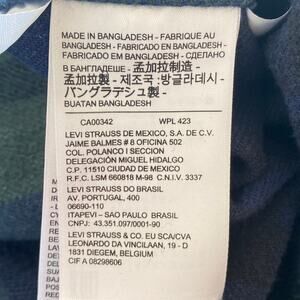 MADE IN BANGLADESH - FABRIQUE AU
BANGLADESH - FABRICADO EN BANGLADESH -
FABRICADO EM BANGLADESH - СДЕЛАНО
В БАНГЛАДЕШЕ - 孟加拉制造 -
孟加拉製 - 제조국 :방글라데시 -
バングラデシュ製 -
BUATAN BANGLADESH
CA00342 WPL 423
LEVI STRAUSS DE MEXICO, S.A. DE C.V.
JAIME BALMES # 8 OFICINA 502
COL. POLANCO I SECCION
DELEGACIÓN MIGUEL HIDALGO
C.P. 11510 CIUDAD DE MEXICO
R.F.C. LSM 660818 M-98 C.N.I.V. 3337
LEVI STRAUSS DO BRASIL
AV. PORTUGAL, 400
06690-110
ITAPEVI – SAO PAULO BRASIL
CNPJ: 43.351.097/0001-90
LEVI STRAUSS & CO. EU SCA/CVA
LEONARDO DA VINCILAAN, 19 - D
1831 DIEGEM, BELGIUM
CIF A 08298606